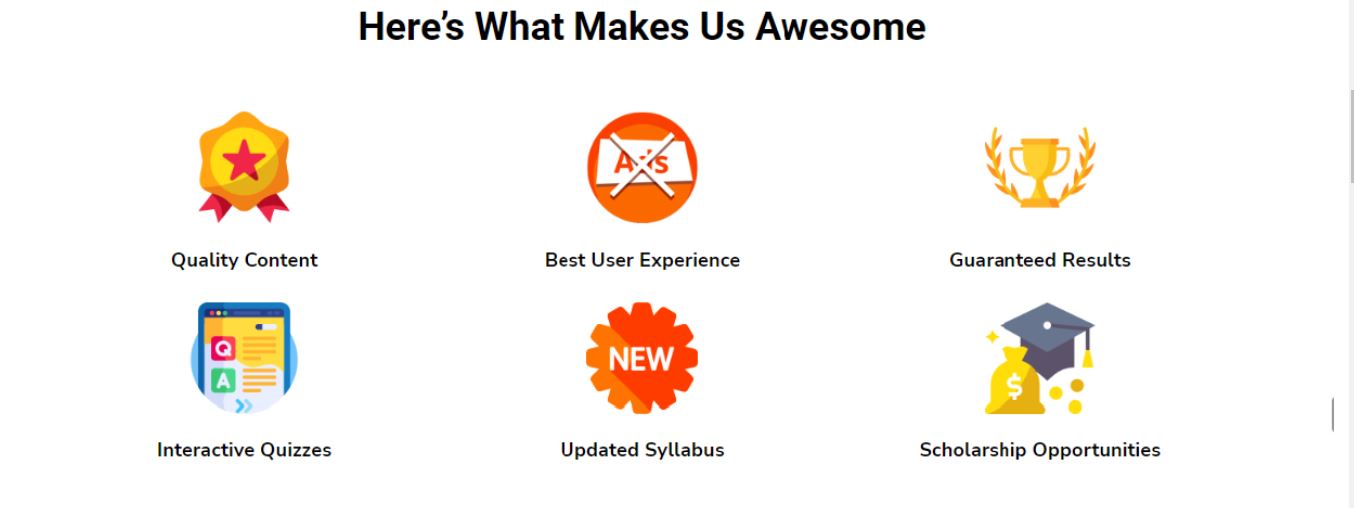 Here’s What Makes Us Awesome
Ads
Quality Content
Best User Experience
Guaranteed Results
Q
A
NEW
$
Interactive Quizzes
Updated Syllabus
Scholarship Opportunities